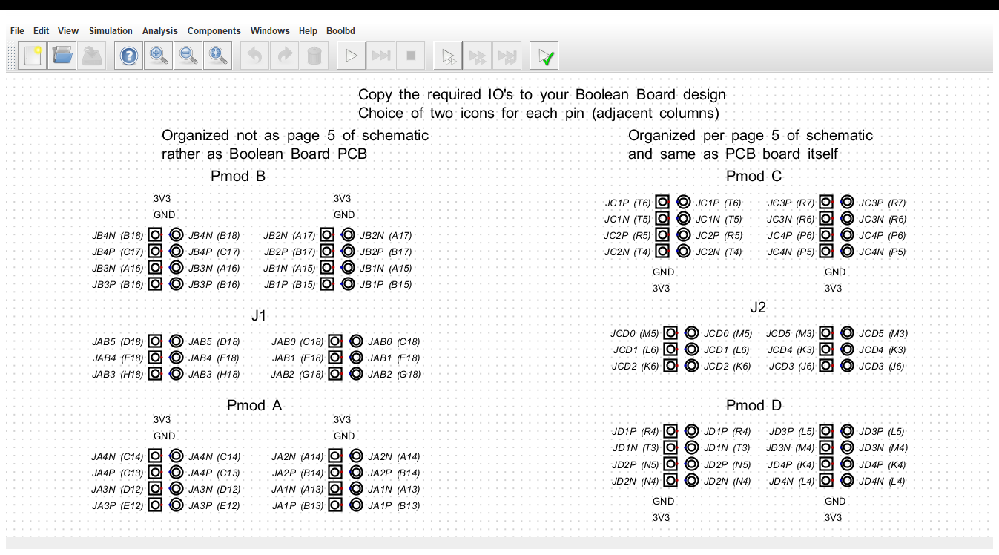 File Edit View Simulation Analysis Components Windows Help Boolbd
Copy the required IO's to your Boolean Board design
Choice of two icons for each pin (adjacent columns)
Organized not as page 5 of schematic
rather as Boolean Board PCB
Pmod B
3V3 3V3
GND GND
JB4N (B18) JB4N (B18) JB2N (A17) JB2N (A17)
JB4P (C17) JB4P (C17) JB2P (B17) JB2P (B17)
JB3N (A16) JB3N (A16) JB1N (A15) JB1N (A15)
JB3P (B16) JB3P (B16) JB1P (B15) JB1P (B15)
J1
JAB5 (D18) JAB5 (D18) JAB0 (C18) JAB0 (C18)
JAB4 (F18) JAB4 (F18) JAB1 (E18) JAB1 (E18)
JAB3 (H18) JAB3 (H18) JAB2 (G18) JAB2 (G18)
Pmod A
3V3 3V3
GND GND
JA4N (C14) JA4N (C14) JA2N (A14) JA2N (A14)
JA4P (C13) JA4P (C13) JA2P (B14) JA2P (B14)
JA3N (D12) JA3N (D12) JA1N (A13) JA1N (A13)
JA3P (E12) JA3P (E12) JA1P (B13) JA1P (B13)
Organized per page 5 of schematic
and same as PCB board itself
Pmod C
JC1P (T6) JC1P (T6) JC3P (R7) JC3P (R7)
JC1N (T5) JC1N (T5) JC3N (R6) JC3N (R6)
JC2P (R5) JC2P (R5) JC4P (P6) JC4P (P6)
JC2N (T4) JC2N (T4) JC4N (P5) JC4N (P5)
GND GND
3V3 3V3
J2
JCD0 (M5) JCD0 (M5) JCD5 (M3) JCD5 (M3)
JCD1 (L6) JCD1 (L6) JCD4 (K3) JCD4 (K3)
JCD2 (K6) JCD2 (K6) JCD3 (J6) JCD3 (J6)
Pmod D
JD1P (R4) JD1P (R4) JD3P (L5) JD3P (L5)
JD1N (T3) JD1N (T3) JD3N (M4) JD3N (M4)
JD2P (N5) JD2P (N5) JD4P (K4) JD4P (K4)
JD2N (N4) JD2N (N4) JD4N (L4) JD4N (L4)
GND GND
3V3 3V3